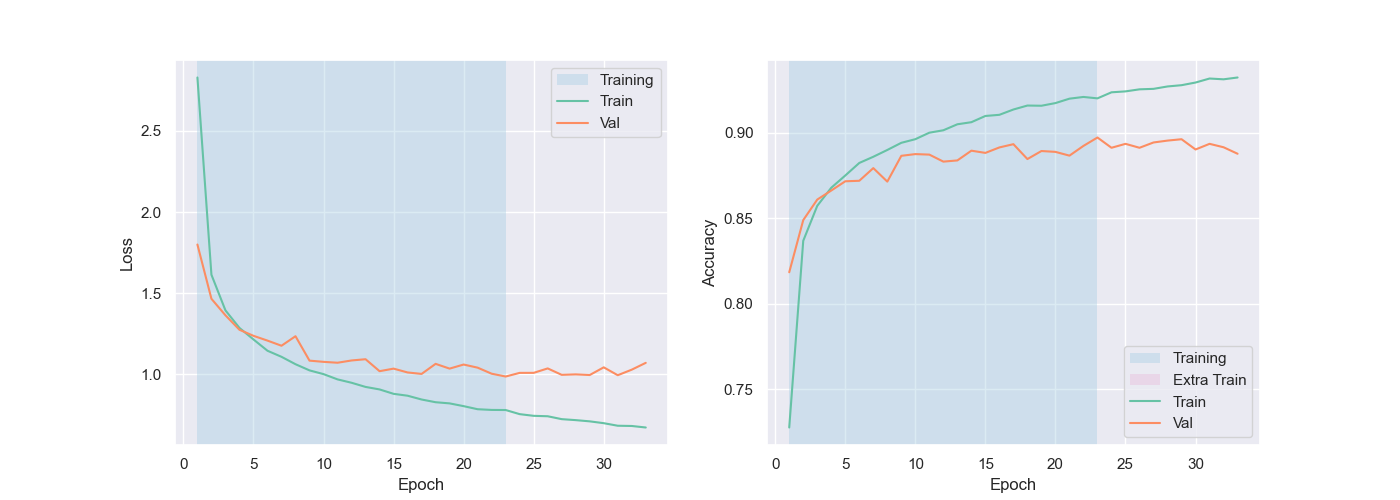 Loss
2.5
2.0
1.5
1.0
0 5 10 15 20 25 30
Epoch
Training
Train
Val
Accuracy
0.90
0.85
0.80
0.75
0 5 10 15 20 25 30
Epoch
Training
Extra Train
Train
Val